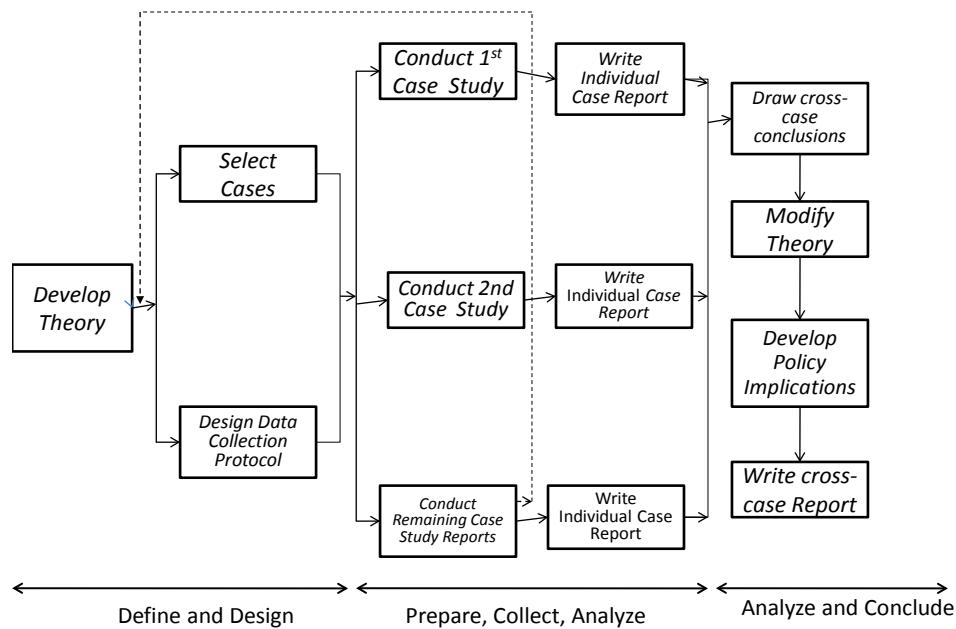 Develop
Theory
Select
Cases
Design Data
Collection
Protocol
Conduct 1st
Case Study
Write
Individual
Case Report
Conduct 2nd
Case Study
Write
Individual Case
Report
Conduct
Remaining Case
Study Reports
Write
Individual Case
Report
Draw cross-
case
conclusions
Modify
Theory
Develop
Policy
Implications
Write cross-
case Report
Define and Design
Prepare, Collect, Analyze
Analyze and Conclude